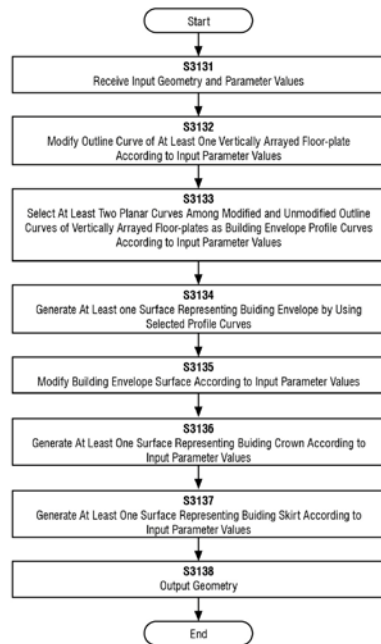 Start
S3131
Receive Input Geometry and Parameter Values
S3132
Modify Outline Curve of At Least One Vertically Arrayed Floor-plate
According to Input Parameter Values
S3133
Select At Least Two Planar Curves Among Modified and Unmodified Outline
Curves of Vertically Arrayed Floor-plates as Building Envelope Profile Curves
According to Input Parameter Values
S3134
Generate At Least one Surface Representing Buiding Envelope by Using
Selected Profile Curves
S3135
Modify Building Envelope Surface According to Input Parameter Values
S3136
Generate At Least One Surface Representing Buiding Crown According to
Input Parameter Values
S3137
Generate At Least One Surface Representing Buiding Skirt According to
Input Parameter Values
S3138
Output Geometry
End